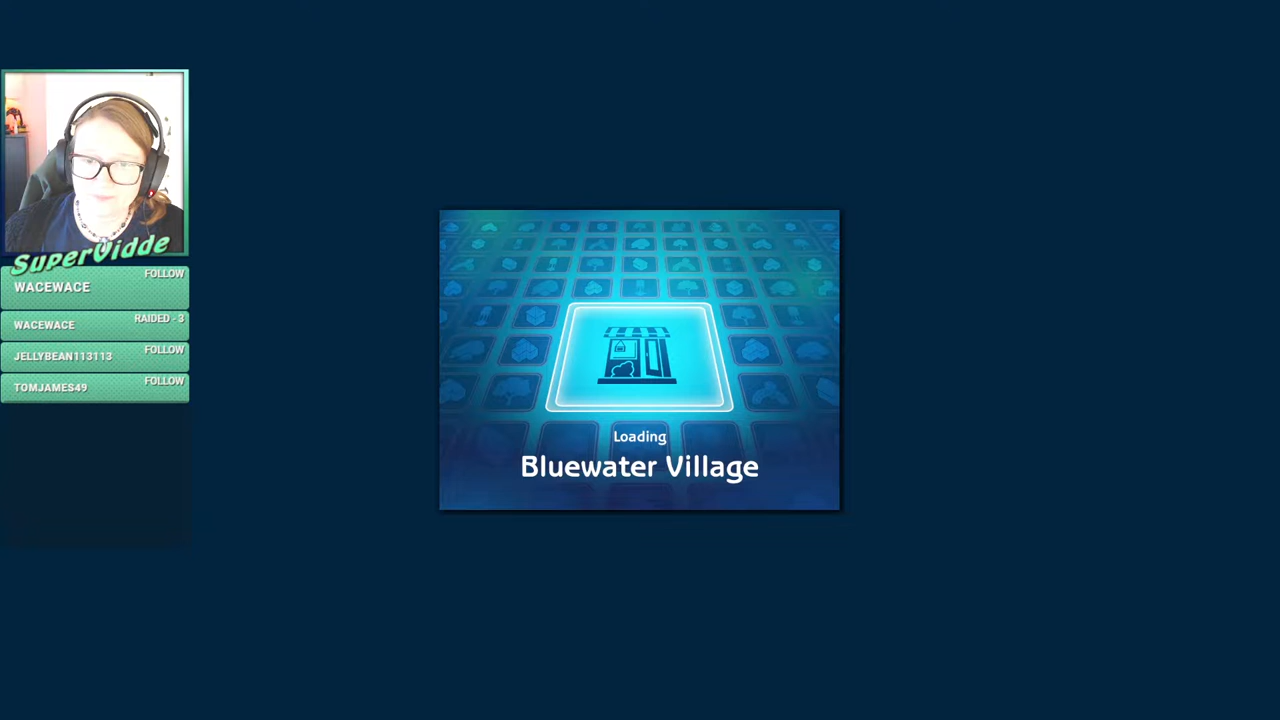 SuperVidde
FOLLOW
WACEWACE
RAIDED - 3
WACEWACE
FOLLOW
JELLYBEAN113113
FOLLOW
TOMJAMES49
Loading
Bluewater Village